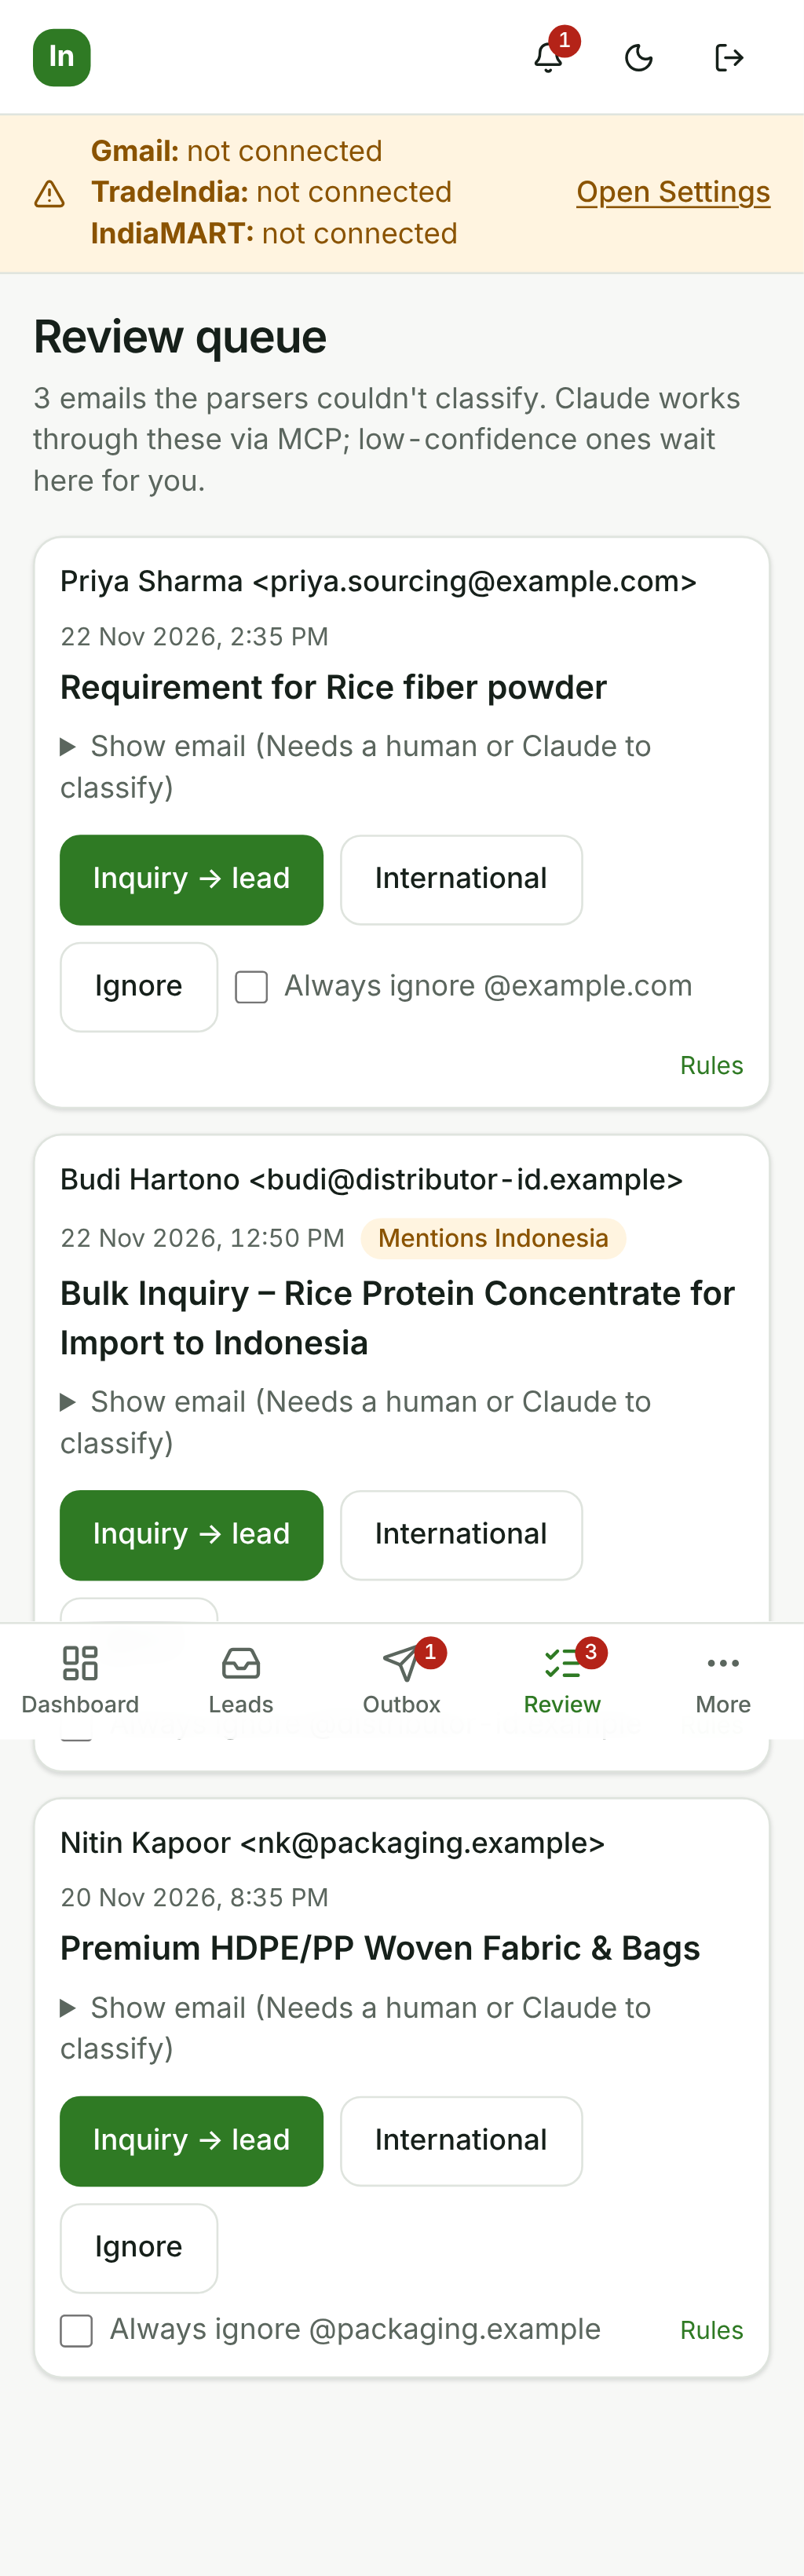 In
1
Gmail: not connected
TradeIndia: not connected
IndiaMART: not connected
Open Settings
Review queue
3 emails the parsers couldn't classify. Claude works
through these via MCP; low-confidence ones wait
here for you.
Priya Sharma <priya.sourcing@example.com>
22 Nov 2026, 2:35 PM
Requirement for Rice fiber powder
Show email (Needs a human or Claude to
classify)
Inquiry → lead
International
Ignore
Always ignore @example.com
Rules
Budi Hartono <budi@distributor-id.example>
22 Nov 2026, 12:50 PM
Mentions Indonesia
Bulk Inquiry – Rice Protein Concentrate for
Import to Indonesia
Show email (Needs a human or Claude to
classify)
Inquiry → lead
International
1
3
Dashboard
Leads
Outbox
Review
More
Nitin Kapoor <nk@packaging.example>
20 Nov 2026, 8:35 PM
Premium HDPE/PP Woven Fabric & Bags
Show email (Needs a human or Claude to
classify)
Inquiry → lead
International
Ignore
Always ignore @packaging.example
Rules